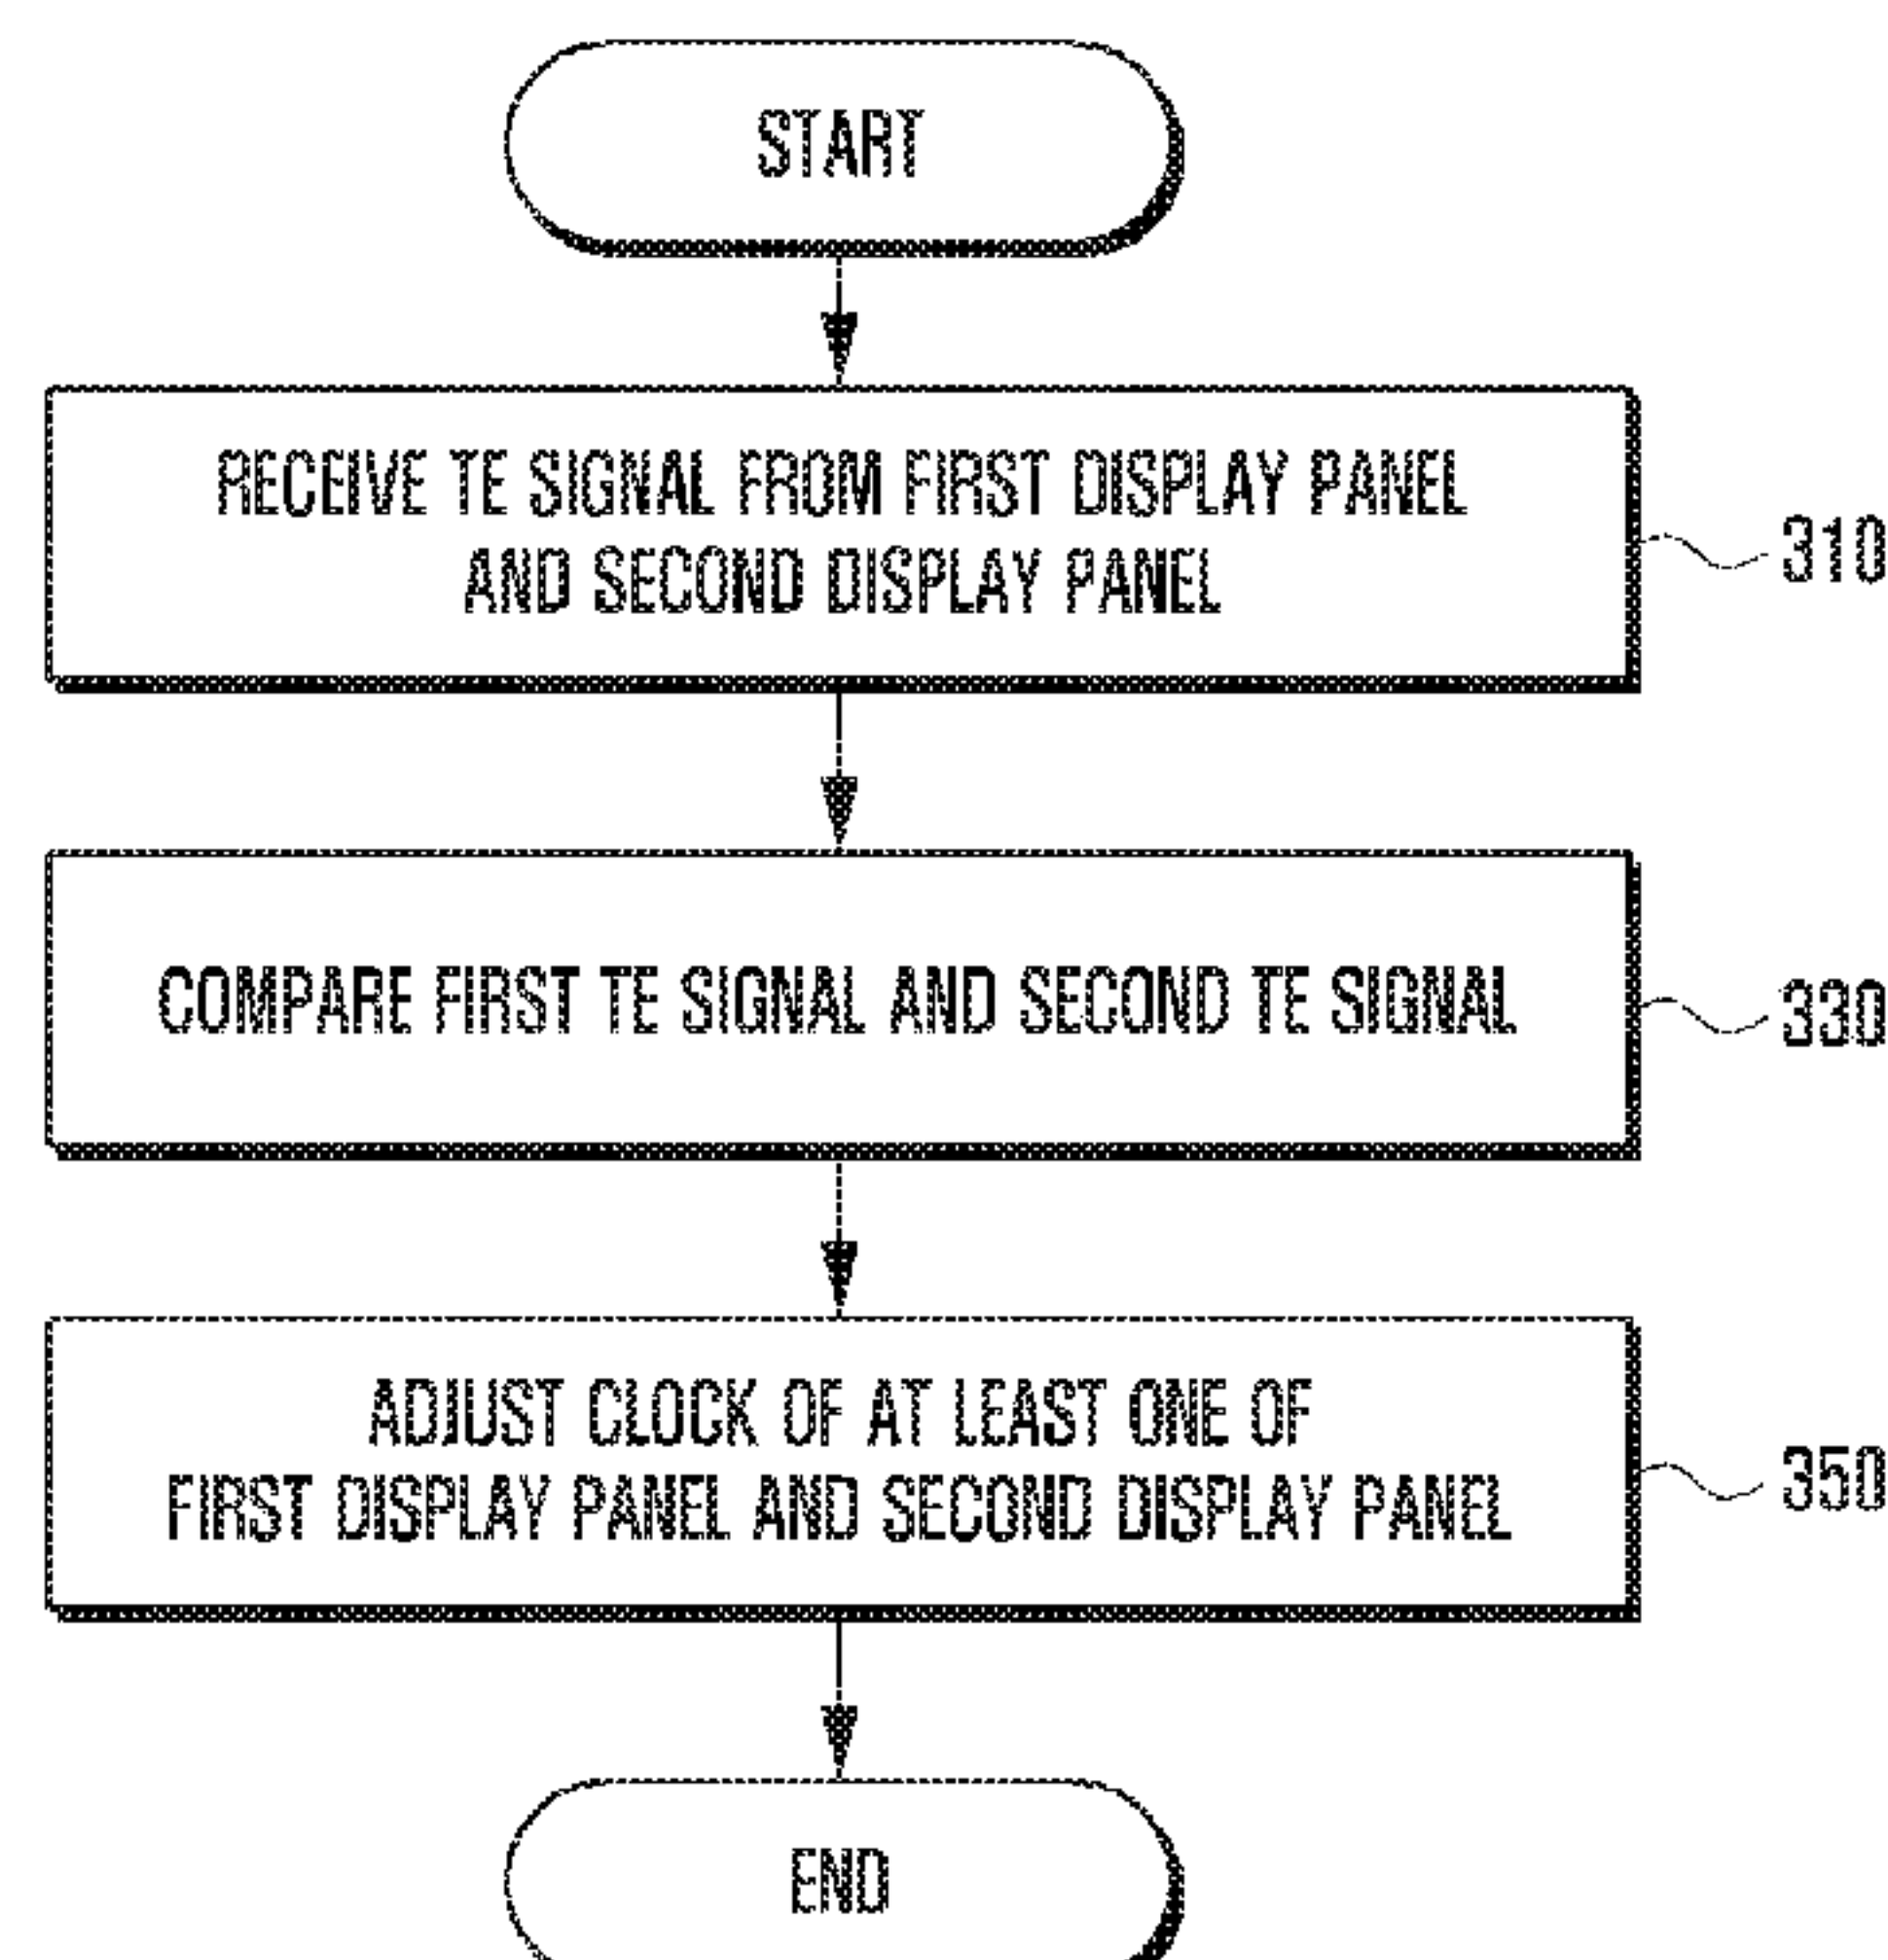 START
RECEIVE TE SIGNAL FROM FIRST DISPLAY PANEL
AND SECOND DISPLAY PANEL
310
COMPARE FIRST TE SIGNAL AND SECOND TE SIGNAL
330
ADJUST CLOCK OF AT LEAST ONE OF
FIRST DISPLAY PANEL AND SECOND DISPLAY PANEL
350
END